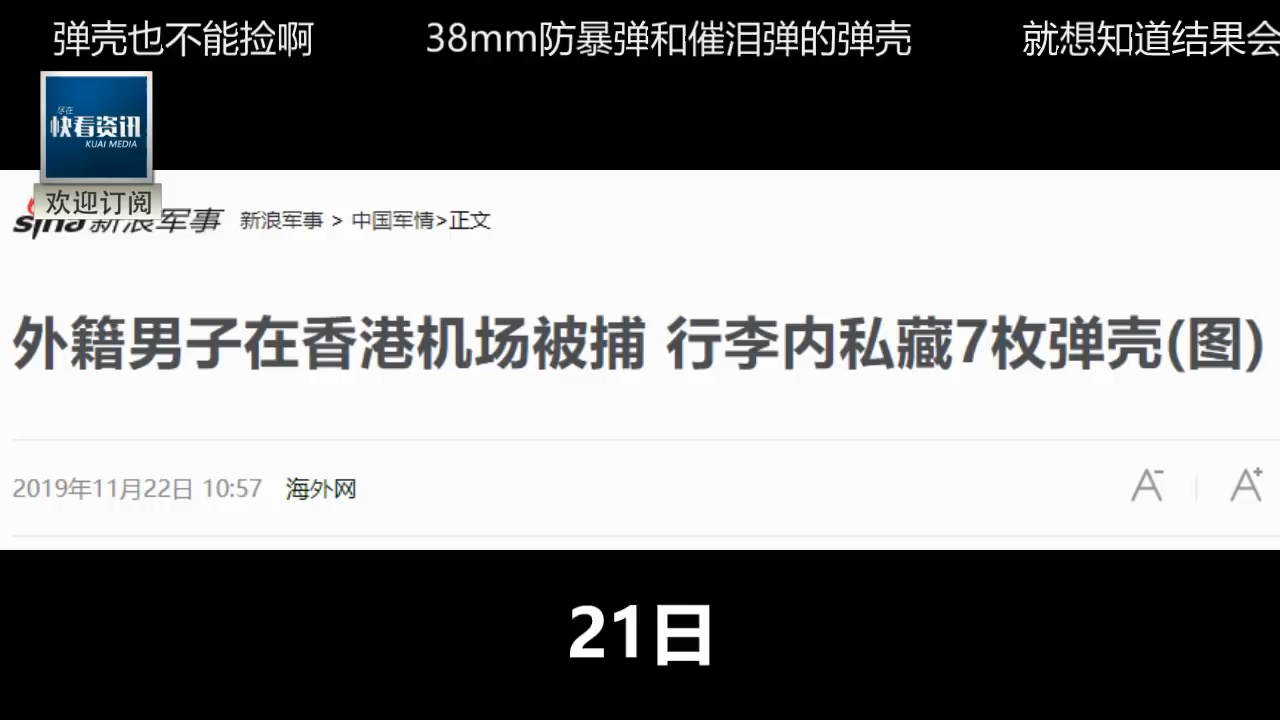 弹壳也不能捡啊 38mm防暴弹和催泪弹的弹壳 就想知道结果会
尽在
快看资讯
KUAI MEDIA
欢迎订阅
sina 新浪军事 新浪军事 > 中国军情>正文
外籍男子在香港机场被捕 行李内私藏7枚弹壳(图)
2019年11月22日 10:57 海外网 A- A+
21日